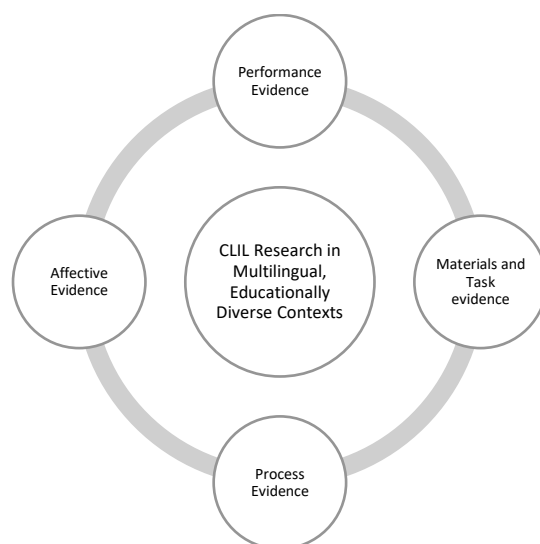 Performance
Evidence
Affective
Evidence
CLIL Research in
Multilingual,
Educationally
Diverse Contexts
Materials and
Task
evidence
Process
Evidence